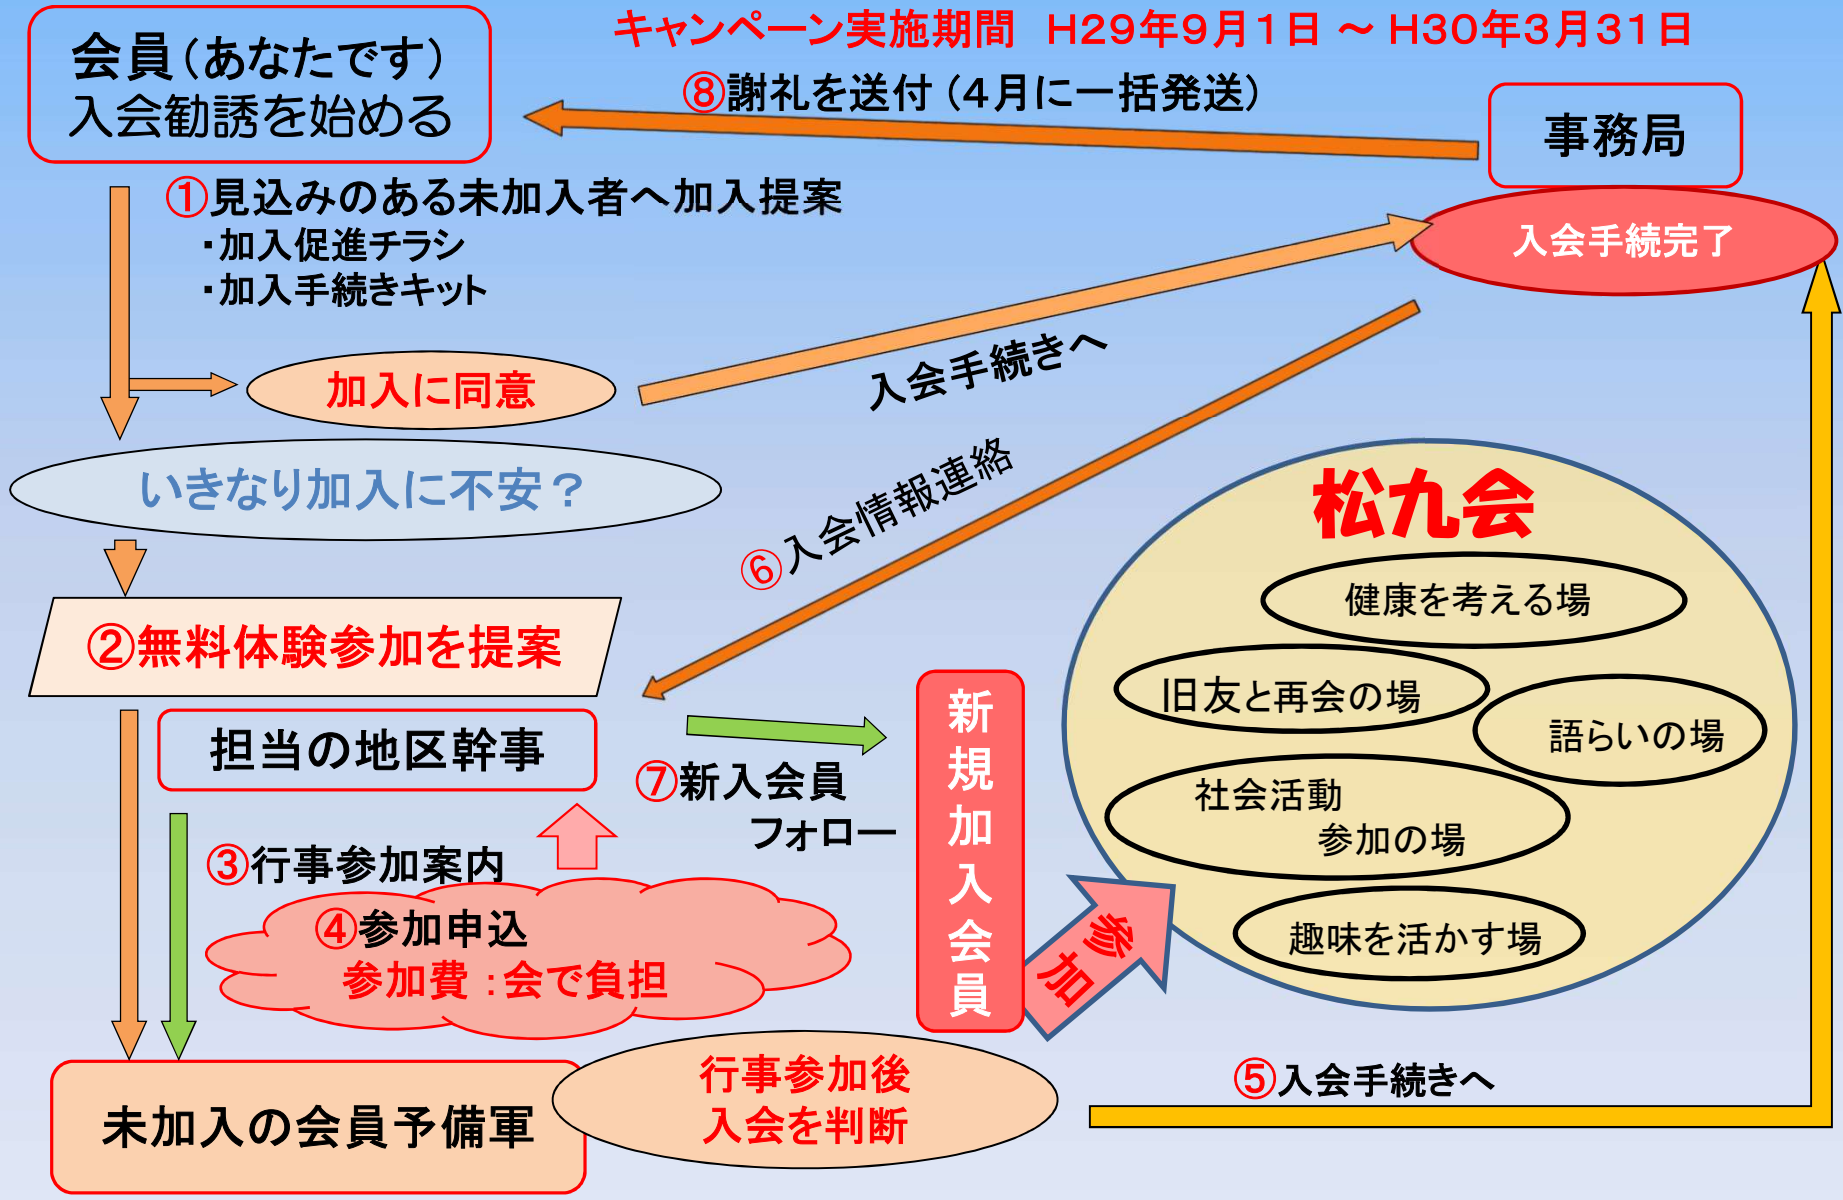 キャンペーン実施期間 H29年9月1日 ～ H30年3月31日
会員(あなたです)
入会勧誘を始める
⑧謝礼を送付(4月に一括発送)
事務局
入会手続完了
①見込みのある未加入者へ加入提案
・加入促進チラシ
・加入手続きキット
加入に同意
入会手続きへ
いきなり加入に不安？
⑥入会情報連絡
②無料体験参加を提案
担当の地区幹事
⑦新入会員
フォロー
③行事参加案内
④参加申込
参加費:会で負担
新規加入会員
参加
松九会
健康を考える場
旧友と再会の場
語らいの場
社会活動
参加の場
趣味を活かす場
未加入の会員予備軍
行事参加後
入会を判断
⑤入会手続きへ